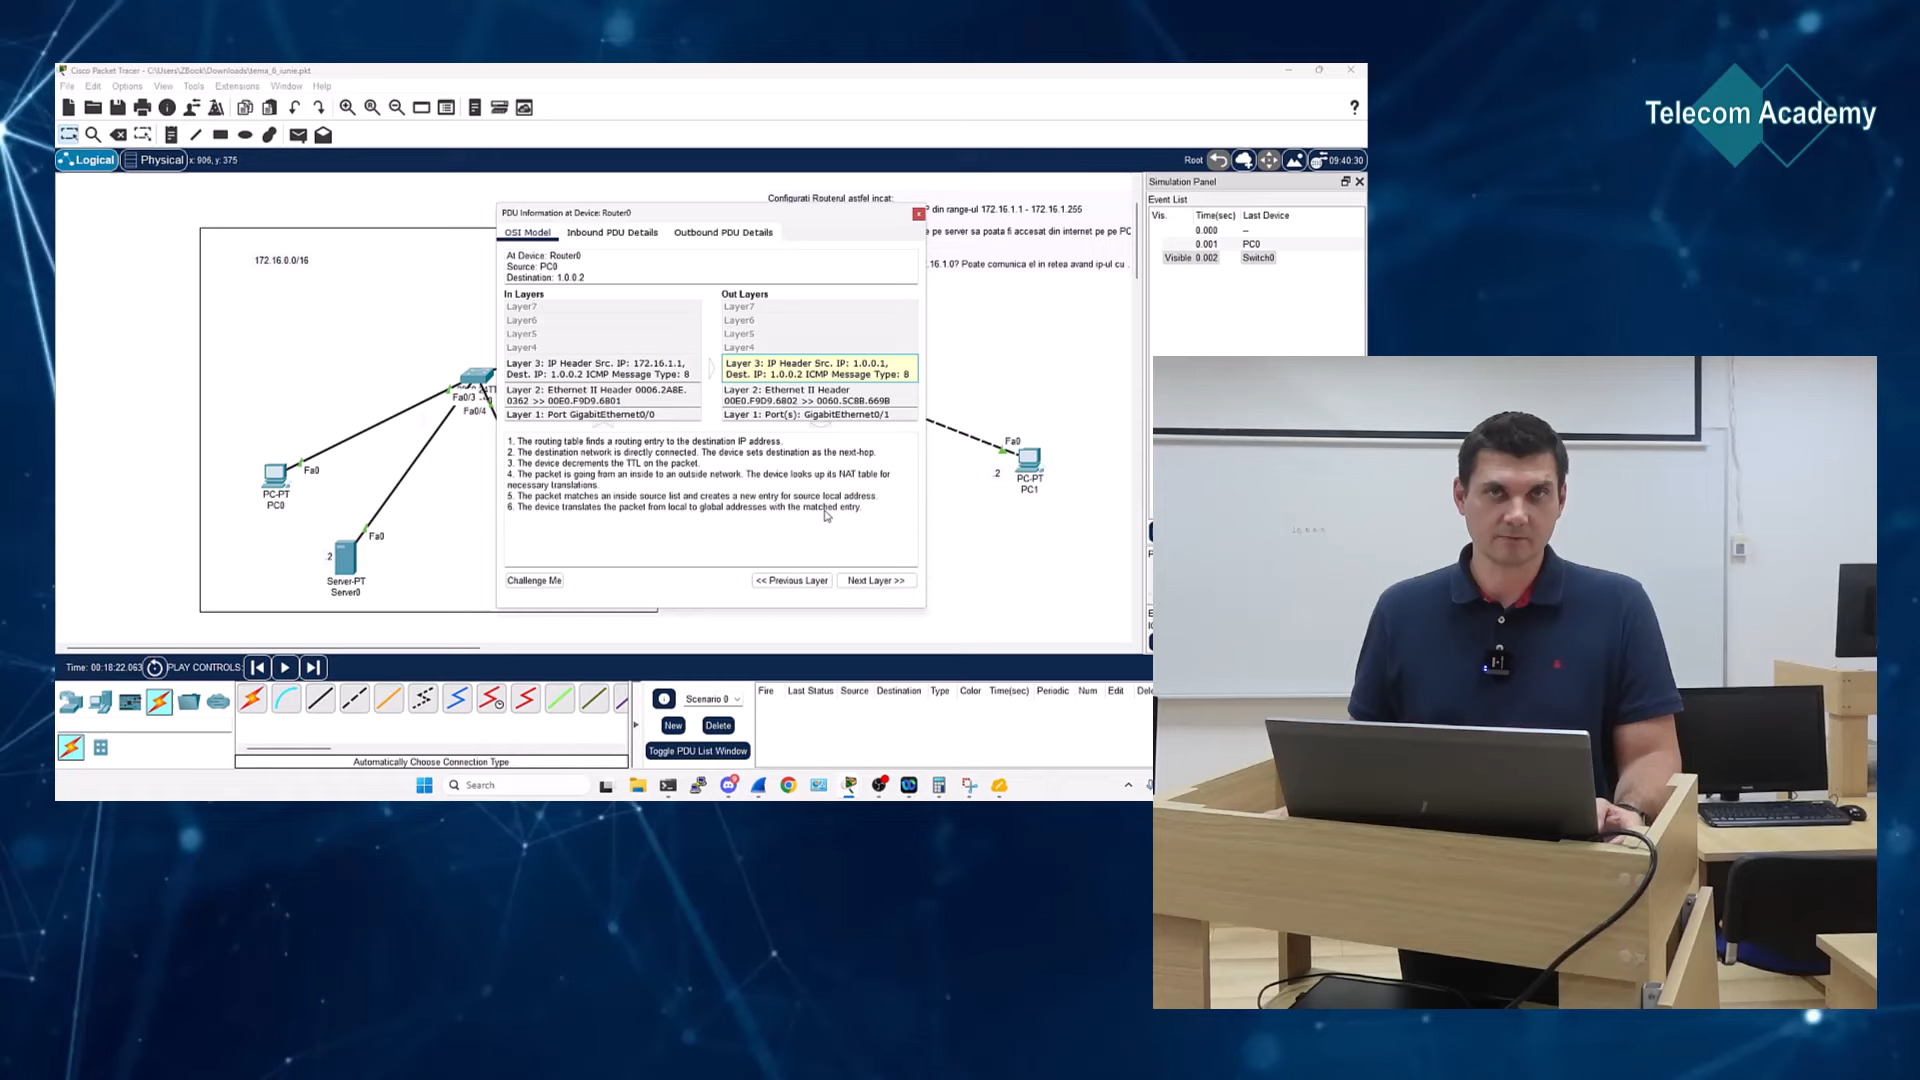 Telecom Academy
Cisco Packet Tracer - C:\Users\ZBook\Downloads\tema_6_iunie.pkt
File Edit Options View Tools Extensions Window Help
Logical Physical x: 906, y: 375
Root 09:40:30
Configurati Routerul astfel incat:
P din range-ul 172.16.1.1 - 172.16.1.255
e pe server sa poata fi accesat din internet pe pe PC
.16.1.0? Poate comunica el in retea avand ip-ul cu .
172.16.0.0/16
Fa0/3
Fa0/4
Fa0
PC-PT
PC0
Fa0
.2
Server-PT
Server0
Fa0
.2
PC-PT
PC1
PDU Information at Device: Router0
OSI Model Inbound PDU Details Outbound PDU Details
At Device: Router0
Source: PC0
Destination: 1.0.0.2
In Layers Out Layers
Layer7 Layer7
Layer6 Layer6
Layer5 Layer5
Layer4 Layer4
Layer 3: IP Header Src. IP: 172.16.1.1, Dest. IP: 1.0.0.2 ICMP Message Type: 8
Layer 3: IP Header Src. IP: 1.0.0.1, Dest. IP: 1.0.0.2 ICMP Message Type: 8
Layer 2: Ethernet II Header 0006.2A8E.0362 >> 00E0.F9D9.6801
Layer 2: Ethernet II Header 00E0.F9D9.6802 >> 0060.5C8B.669B
Layer 1: Port GigabitEthernet0/0 Layer 1: Port(s): GigabitEthernet0/1
1. The routing table finds a routing entry to the destination IP address.
2. The destination network is directly connected. The device sets destination as the next-hop.
3. The device decrements the TTL on the packet.
4. The packet is going from an inside to an outside network. The device looks up its NAT table for
necessary translations.
5. The packet matches an inside source list and creates a new entry for source local address.
6. The device translates the packet from local to global addresses with the matched entry.
Challenge Me << Previous Layer Next Layer >>
Simulation Panel
Event List
Vis. Time(sec) Last Device
0.000 --
0.001 PC0
Visible 0.002 Switch0
Time: 00:18:22.063 PLAY CONTROLS:
Scenario 0
New Delete
Toggle PDU List Window
Fire Last Status Source Destination Type Color Time(sec) Periodic Num Edit Dele
Automatically Choose Connection Type
Search